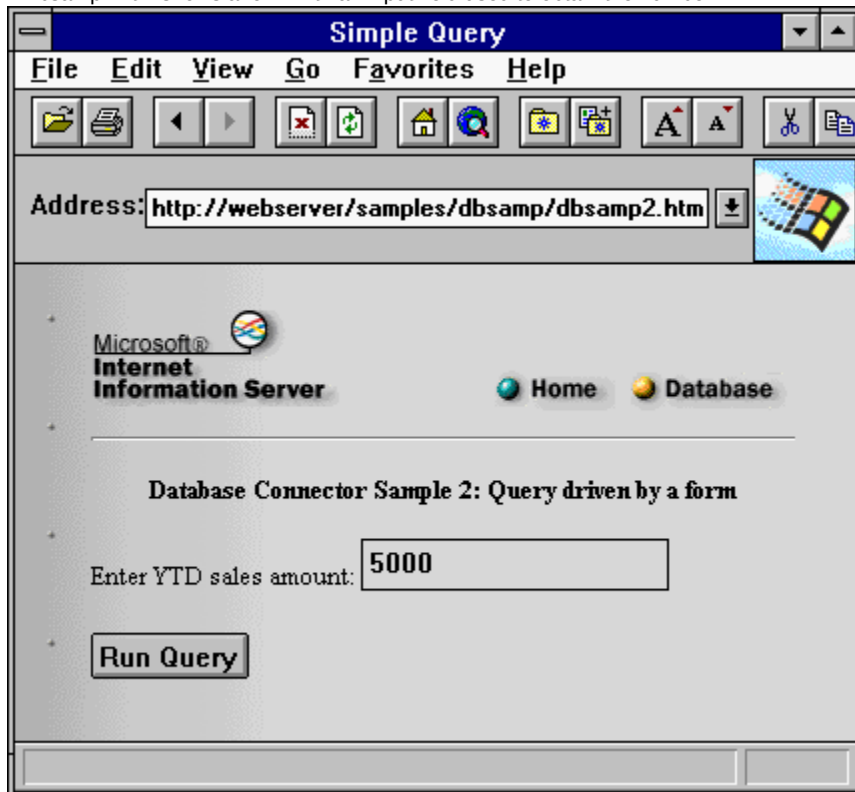 Simple Query
File Edit View Go Favorites Help
A A
Address: http://webserver/samples/dbsamp/dbsamp2.htm
Microsoft®
Internet
Information Server
Home Database
Database Connector Sample 2: Query driven by a form
Enter YTD sales amount: 5000
Run Query